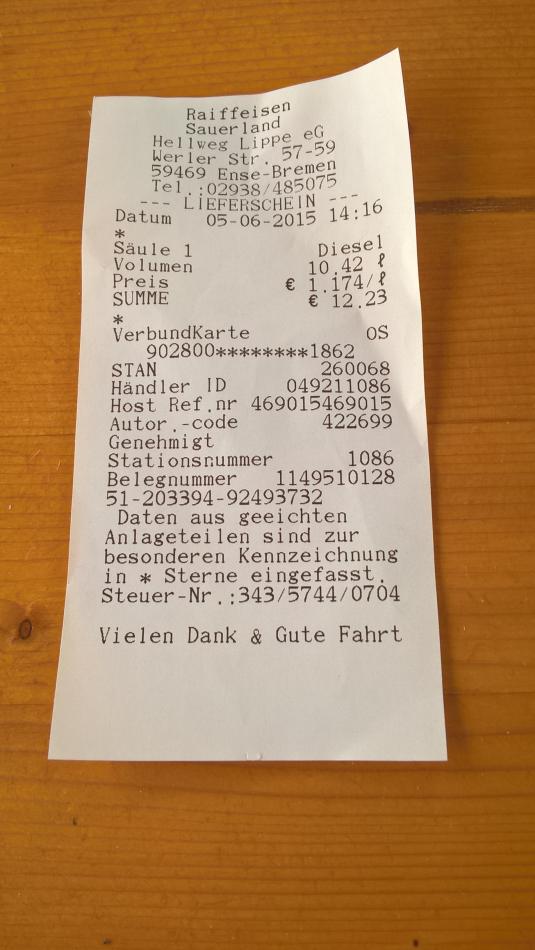 Raiffeisen
Sauerland
Hellweg Lippe eG
Werler Str. 57-59
59469 Ense-Bremen
Tel.:02938/485075
--- LIEFERSCHEIN ---
Datum 05-06-2015 14:16
*
Säule 1 Diesel
Volumen 10.42 ℓ
Preis € 1.174/ℓ
SUMME € 12.23
*
VerbundKarte OS
902800********1862
STAN 260068
Händler ID 049211086
Host Ref.nr 469015469015
Autor.-code 422699
Genehmigt
Stationsnummer 1086
Belegnummer 1149510128
51-203394-92493732
Daten aus geeichten
Anlageteilen sind zur
besonderen Kennzeichnung
in * Sterne eingefasst.
Steuer-Nr.:343/5744/0704
Vielen Dank & Gute Fahrt